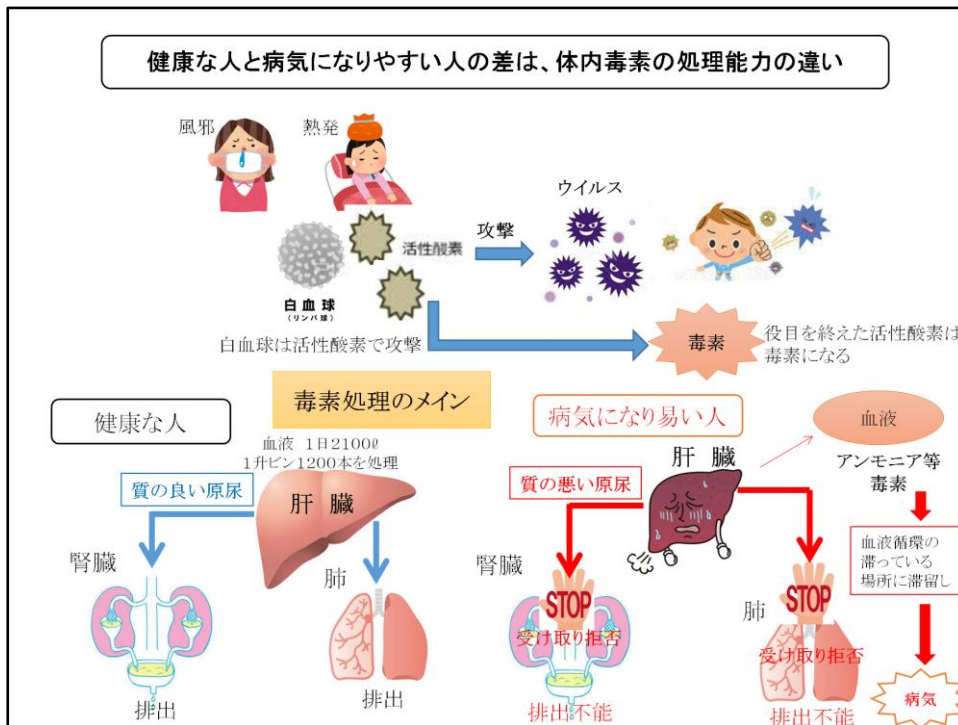 健康な人と病気になりやすい人の差は、体内毒素の処理能力の違い
風邪
熱発
ウイルス
攻撃
活性酸素
白血球
(リンパ球)
白血球は活性酸素で攻撃
毒素
役目を終えた活性酸素は
毒素になる
毒素処理のメイン
健康な人
血液 1日2100ℓ
1升ビン1200本を処理
質の良い原尿
肝臓
腎臓
肺
排出
排出
病気になり易い人
肝臓
質の悪い原尿
腎臓
STOP
受け取り拒否
排出不能
肺
STOP
受け取り拒否
排出不能
血液
アンモニア等
毒素
血液循環の
滞っている
場所に滞留し
病気